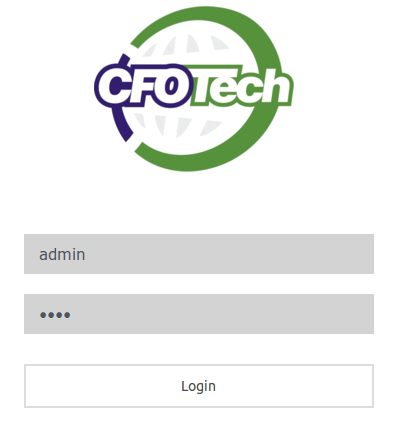 CFOTech
admin
••••
Login